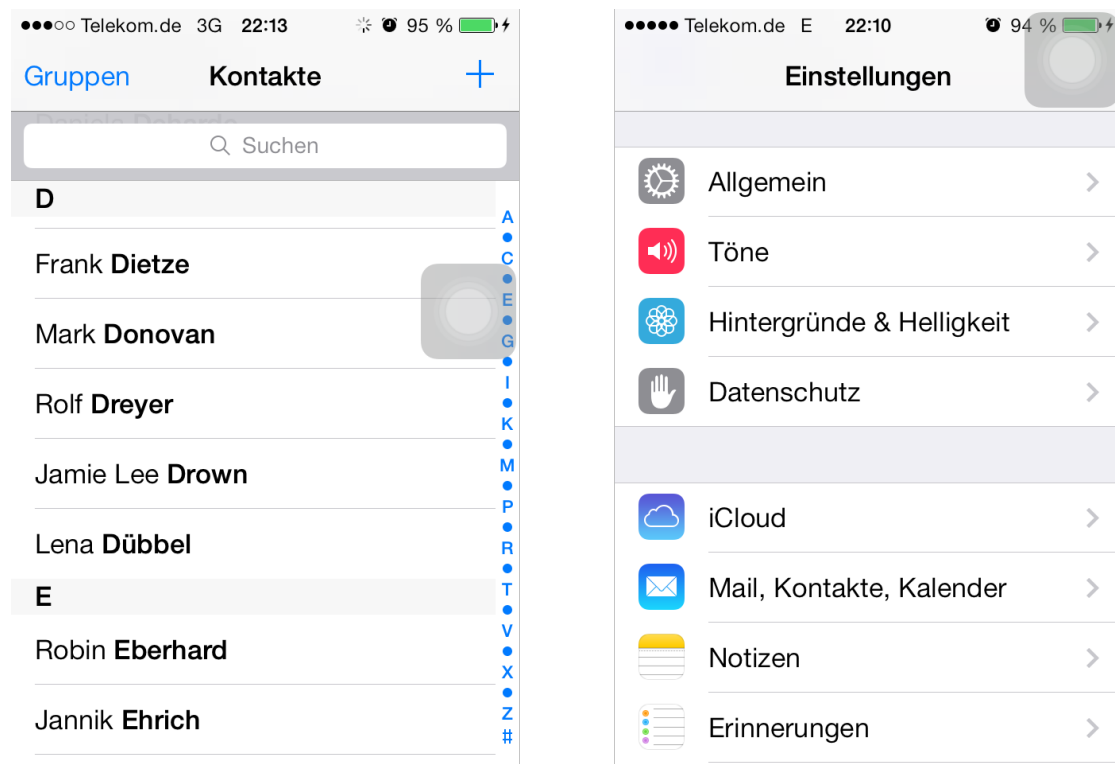 Telekom.de 3G 22:13 95 %
Gruppen Kontakte +
Suchen
D
Frank Dietze
Mark Donovan
Rolf Dreyer
Jamie Lee Drown
Lena Dübbel
E
Robin Eberhard
Jannik Ehrich
A
C
E
G
I
K
M
P
R
T
V
X
Z
#
Telekom.de E 22:10 94 %
Einstellungen
Allgemein
Töne
Hintergründe & Helligkeit
Datenschutz
iCloud
Mail, Kontakte, Kalender
Notizen
Erinnerungen